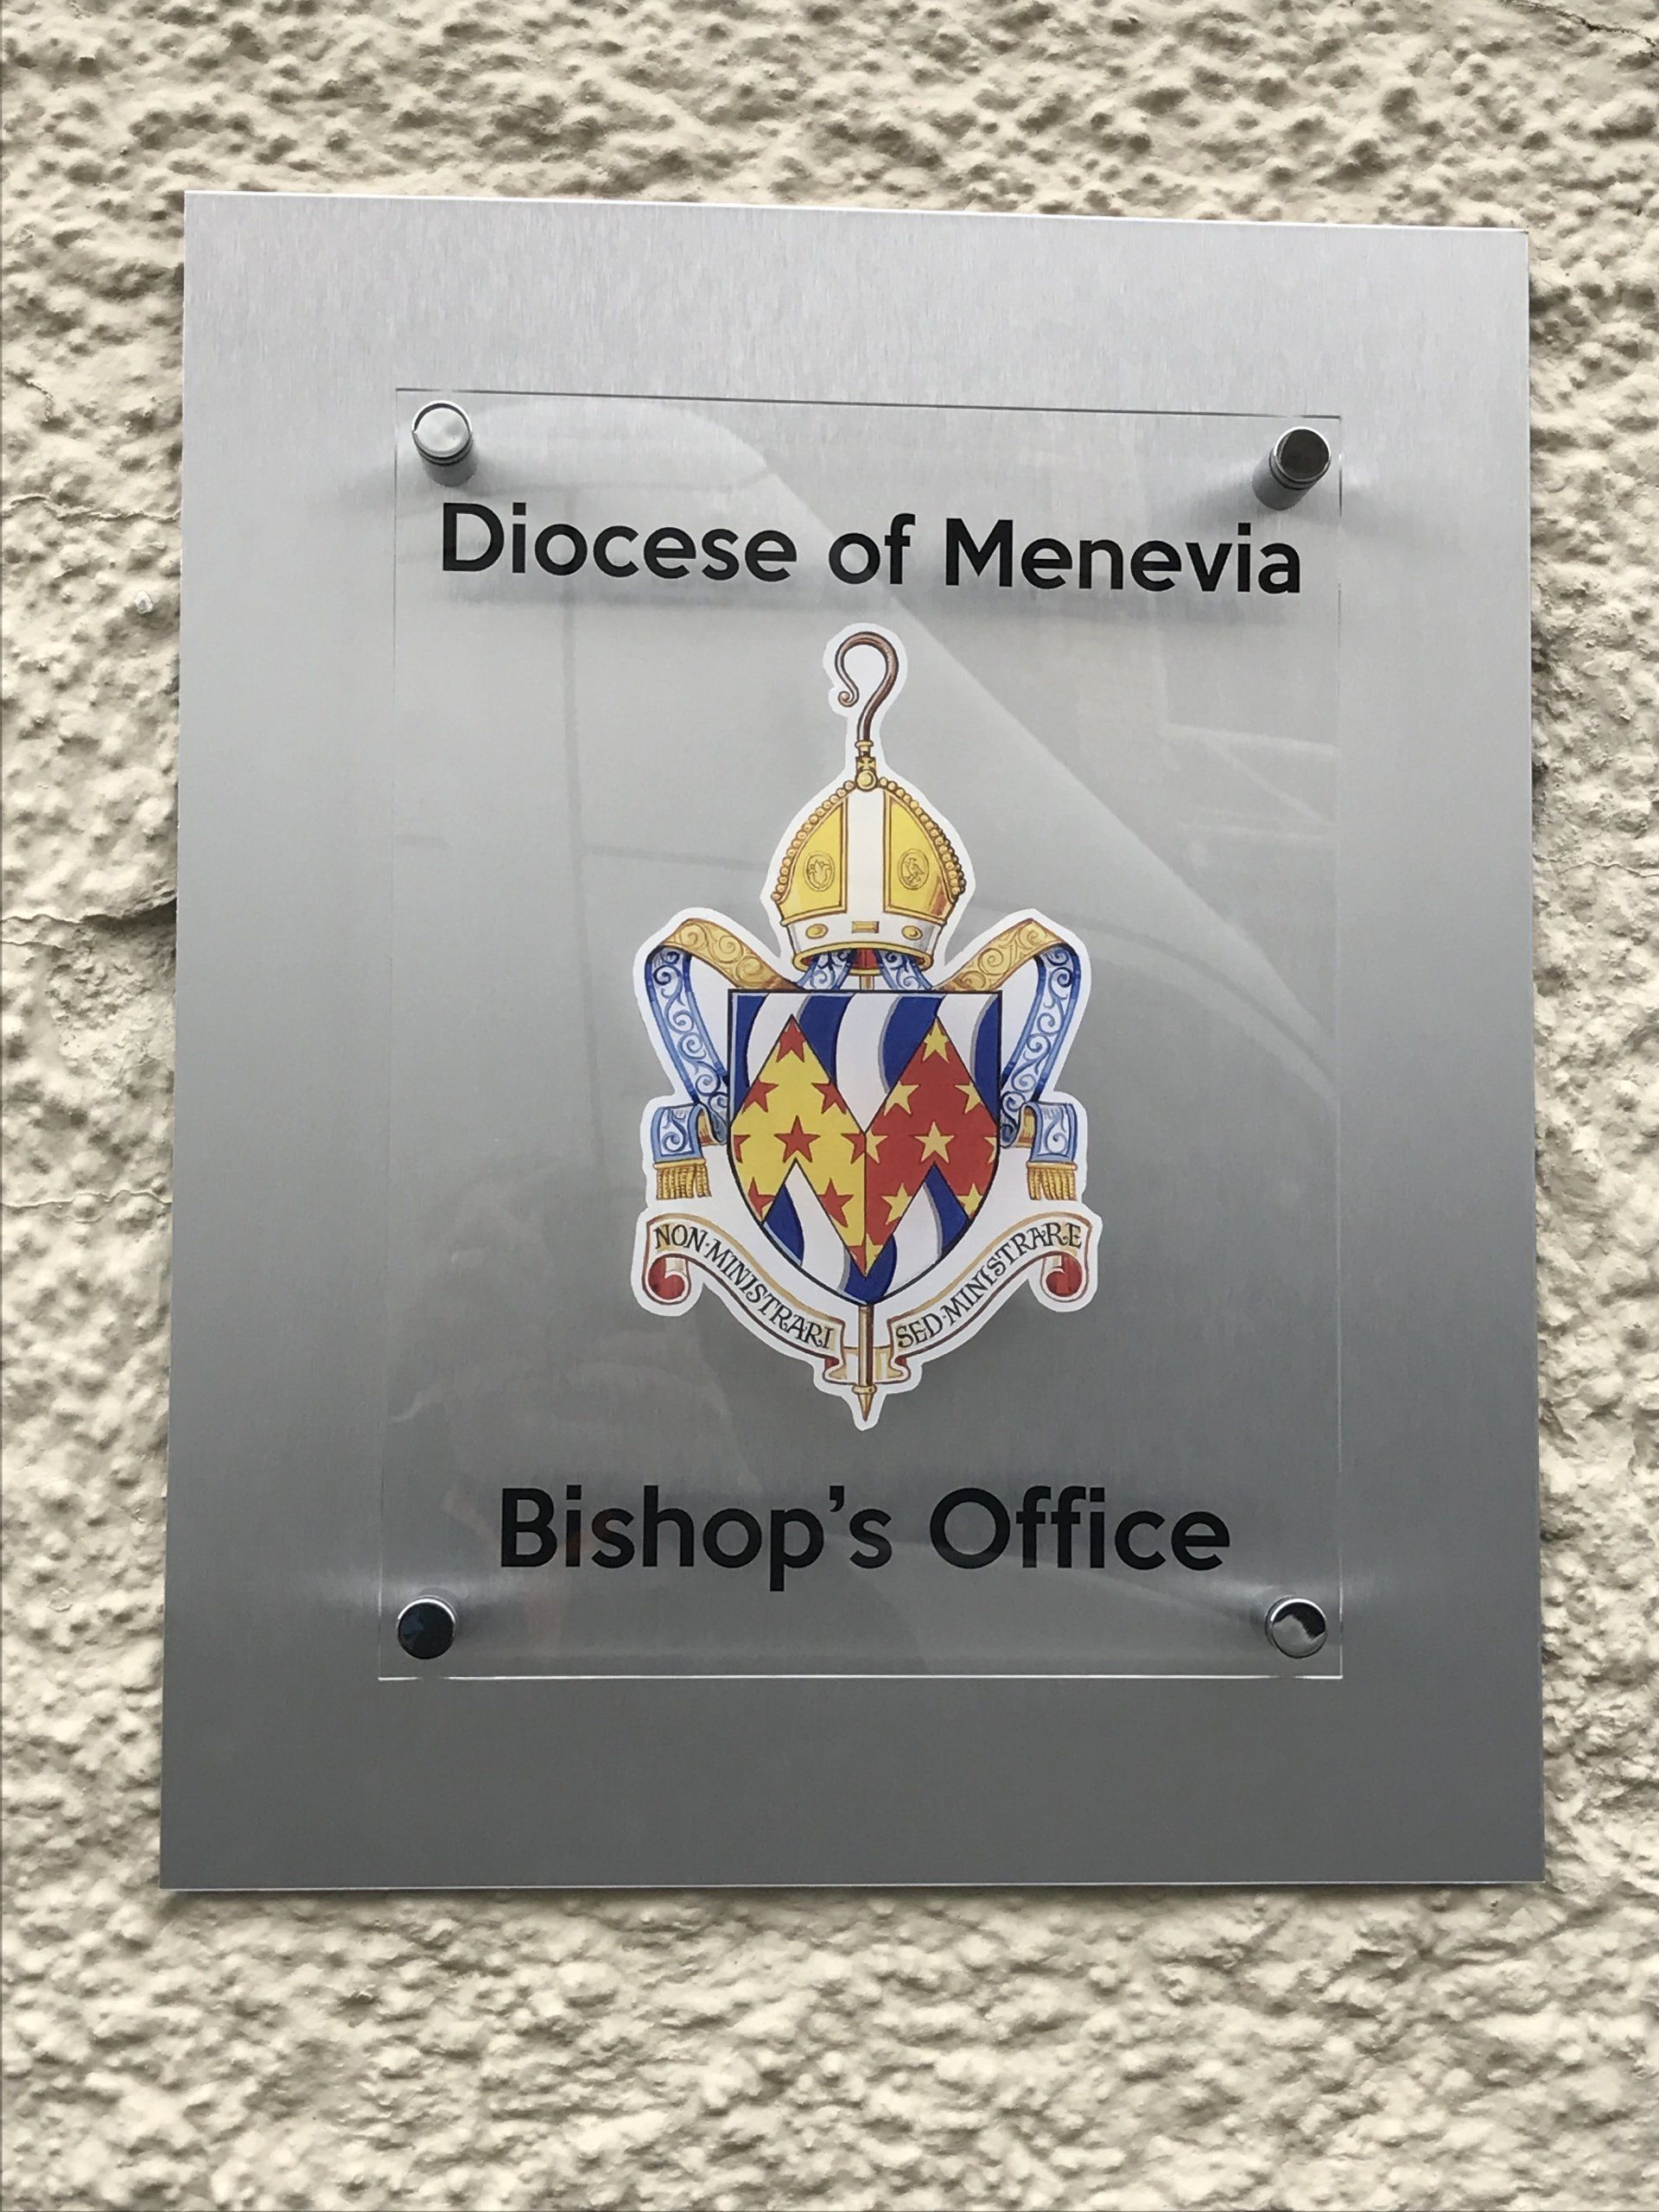 Diocese of Menevia
NON·MINISTRARI
SED·MINISTRARE
Bishop's Office